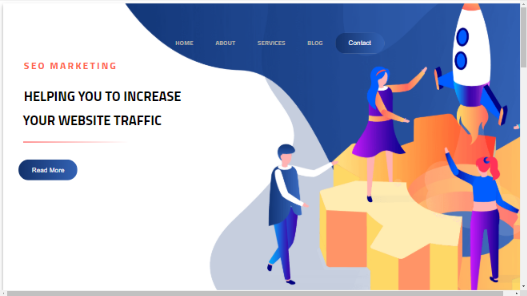 HOME ABOUT SERVICES BLOG Contact
SEO MARKETING
HELPING YOU TO INCREASE
YOUR WEBSITE TRAFFIC
Read More